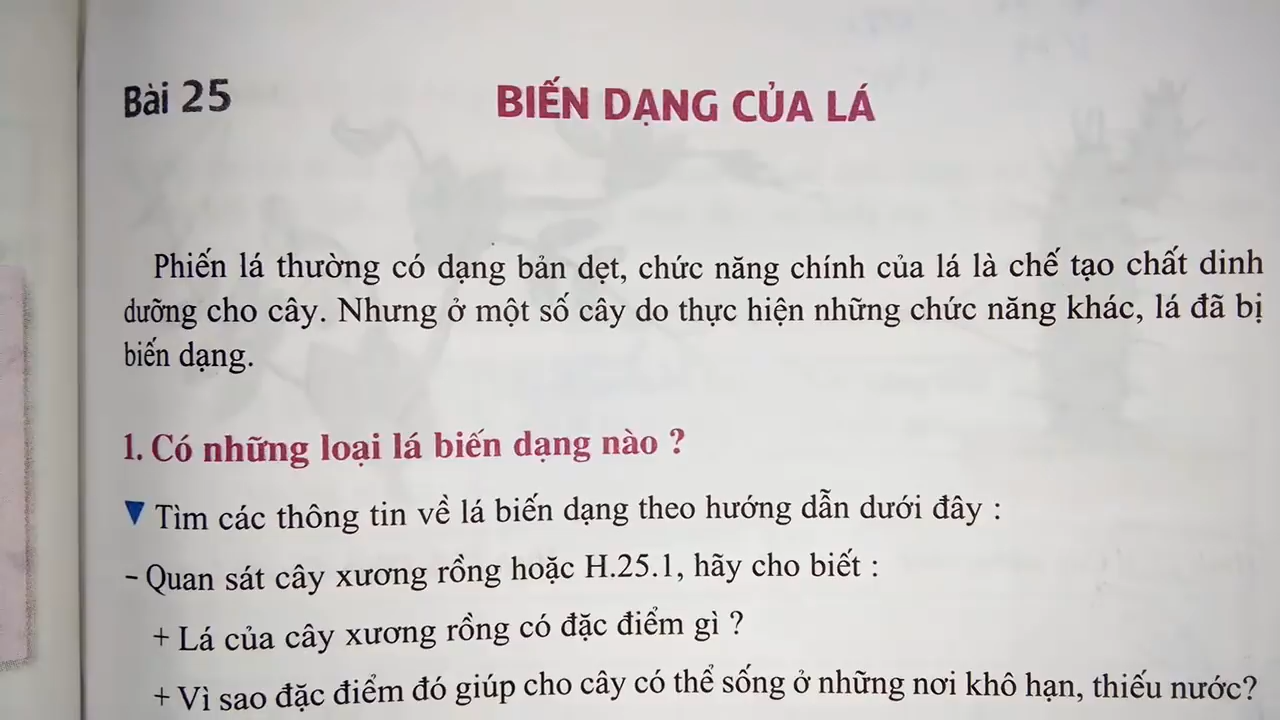 Bài 25
BIẾN DẠNG CỦA LÁ
Phiến lá thường có dạng bản dẹt, chức năng chính của lá là chế tạo chất dinh
dưỡng cho cây. Nhưng ở một số cây do thực hiện những chức năng khác, lá đã bị
biến dạng.
1. Có những loại lá biến dạng nào ?
▼ Tìm các thông tin về lá biến dạng theo hướng dẫn dưới đây :
- Quan sát cây xương rồng hoặc H.25.1, hãy cho biết :
+ Lá của cây xương rồng có đặc điểm gì ?
+ Vì sao đặc điểm đó giúp cho cây có thể sống ở những nơi khô hạn, thiếu nước?